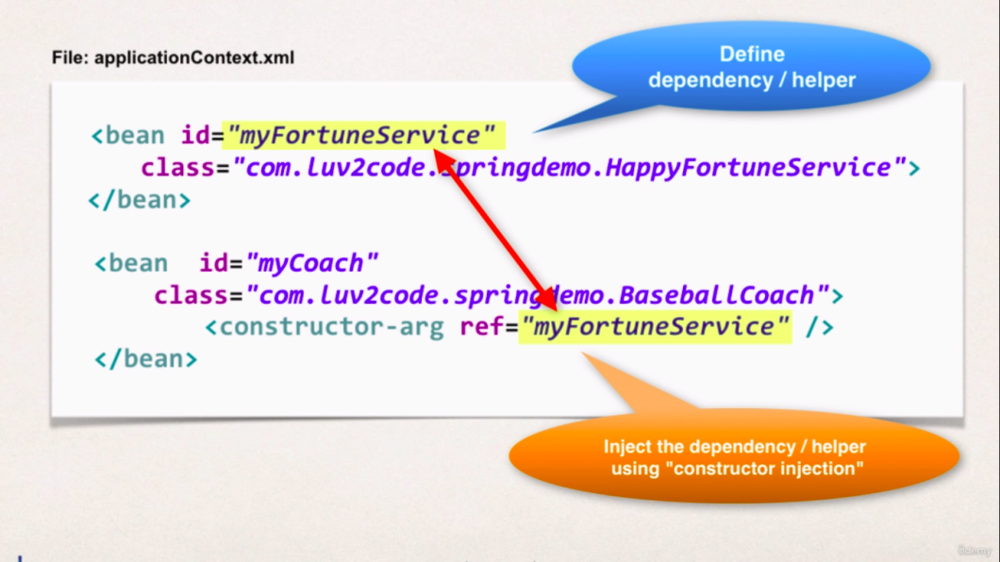 File: applicationContext.xml
Define
dependency / helper
<bean id="myFortuneService"
class="com.luv2code.springdemo.HappyFortuneService">
</bean>
<bean id="myCoach"
class="com.luv2code.springdemo.BaseballCoach">
<constructor-arg ref="myFortuneService" />
</bean>
Inject the dependency / helper
using "constructor injection"
Udemy